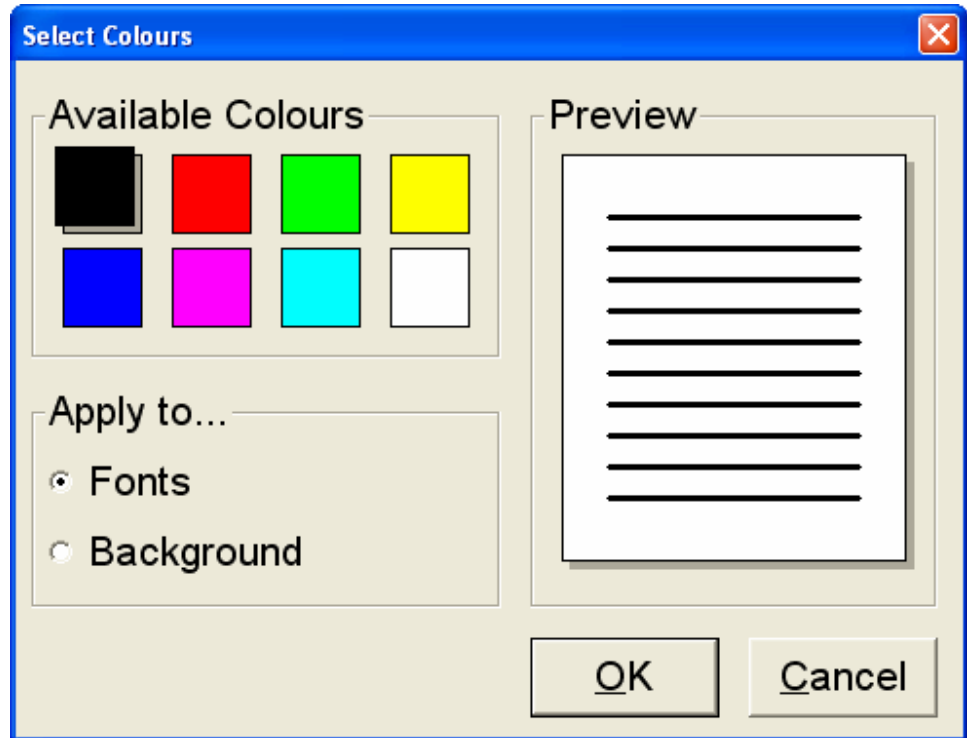 Select Colours
Available Colours
Preview
Apply to...
Fonts
Background
OK
Cancel